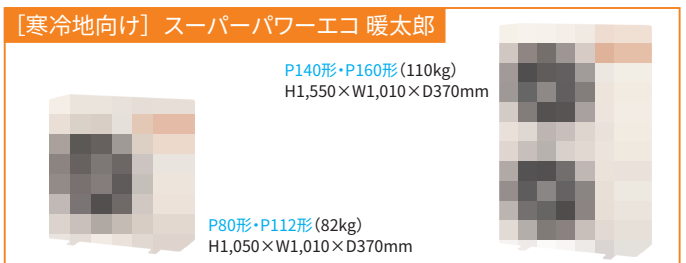 ［寒冷地向け］スーパーパワーエコ 暖太郎
P140形・P160形（110kg）
H1,550×W1,010×D370mm
P80形・P112形（82kg）
H1,050×W1,010×D370mm